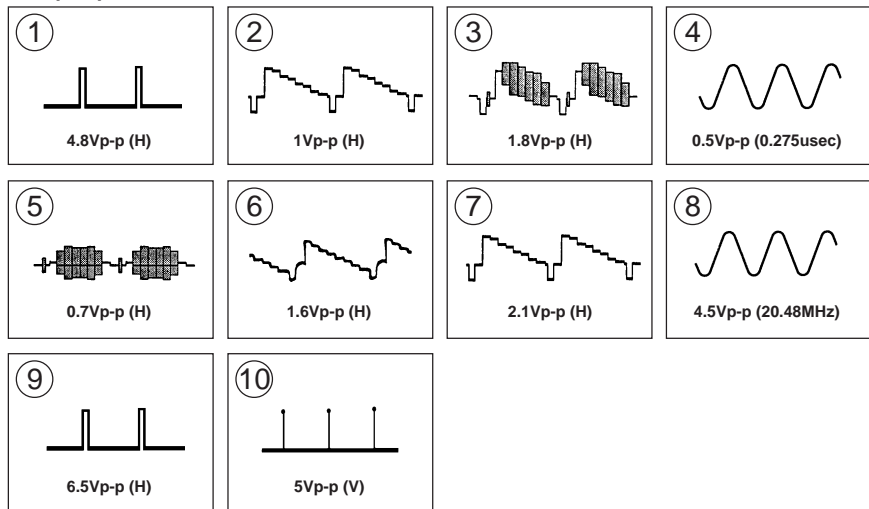 1
2
3
4
4.8Vp-p (H)
1Vp-p (H)
1.8Vp-p (H)
0.5Vp-p (0.275usec)
5
6
7
8
0.7Vp-p (H)
1.6Vp-p (H)
2.1Vp-p (H)
4.5Vp-p (20.48MHz)
9
10
6.5Vp-p (H)
5Vp-p (V)